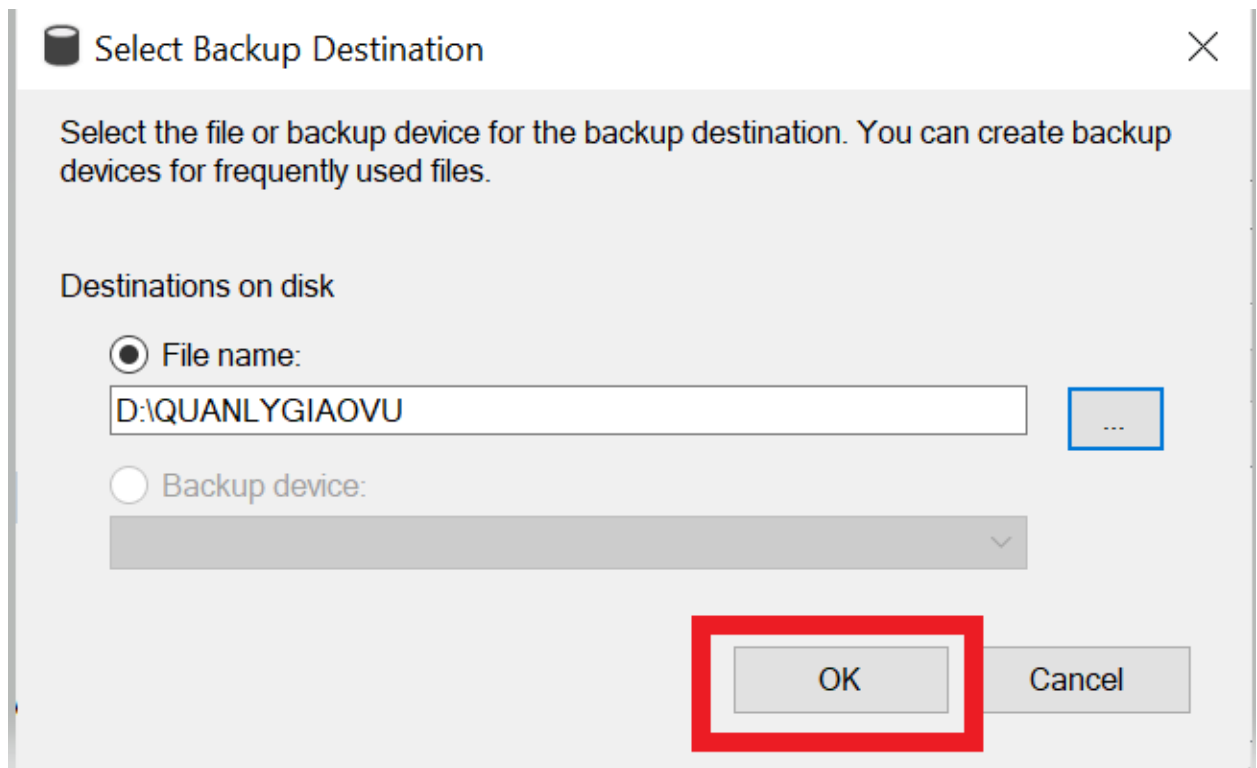 Select Backup Destination
Select the file or backup device for the backup destination. You can create backup
devices for frequently used files.
Destinations on disk
File name:
D:\QUANLYGIAOVU
...
Backup device:
OK
Cancel